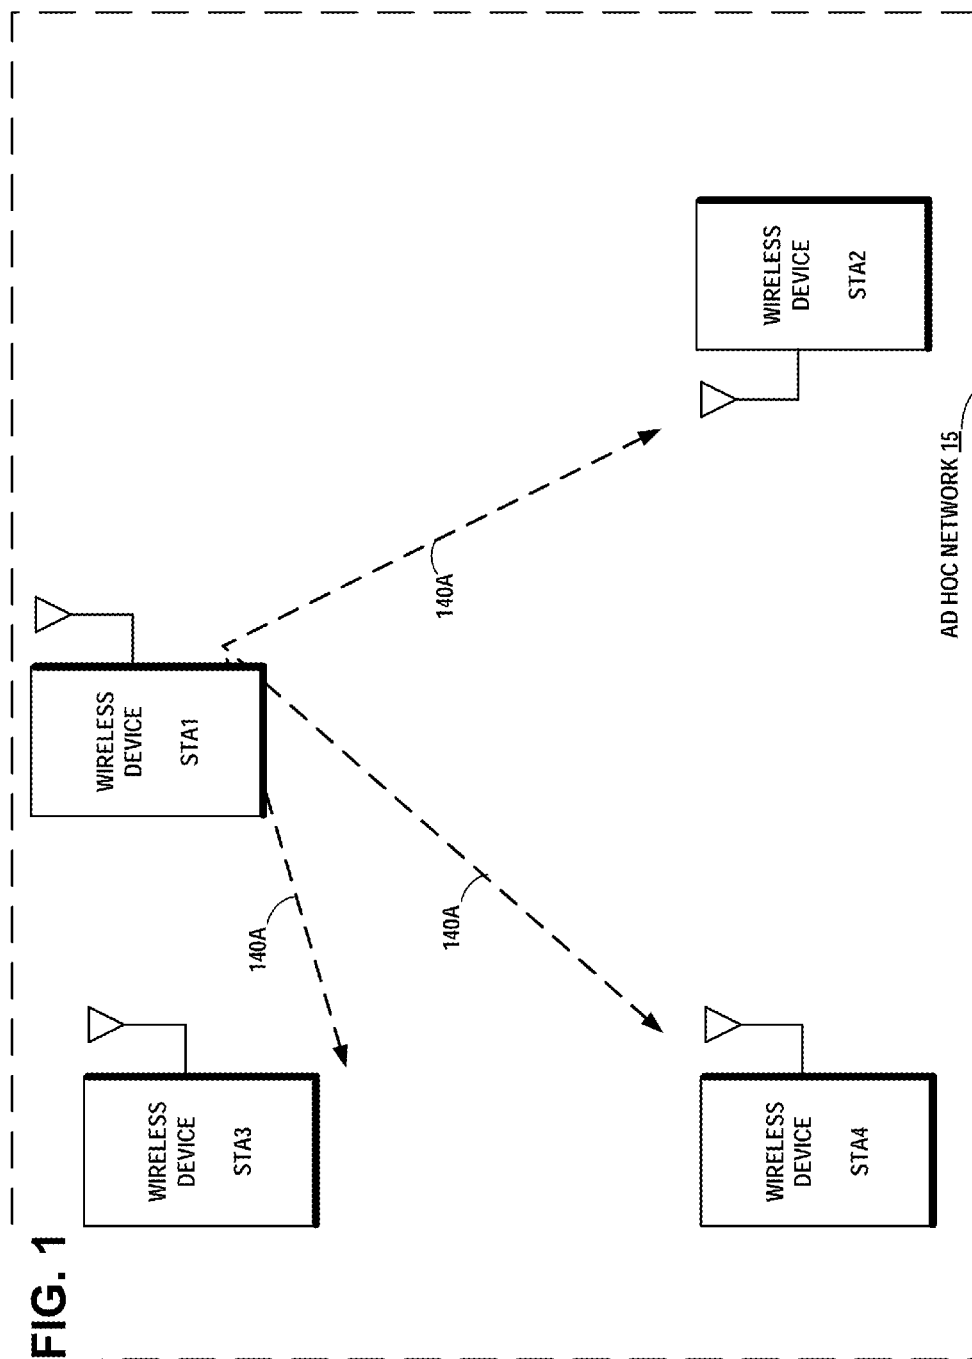 FIG. 1
WIRELESS
DEVICE
STA3
140A
WIRELESS
DEVICE
STA1
140A
140A
WIRELESS
DEVICE
STA4
WIRELESS
DEVICE
STA2
AD HOC NETWORK 15